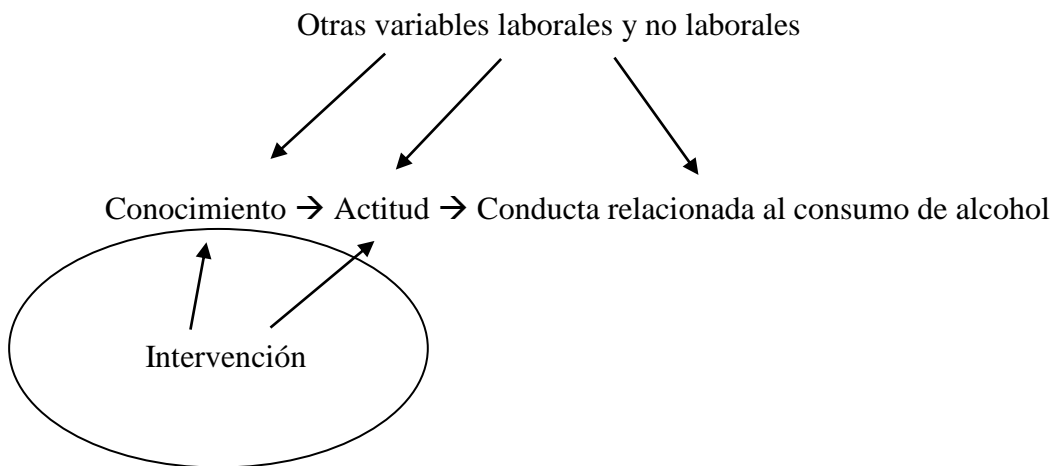 Otras variables laborales y no laborales
Conocimiento → Actitud → Conducta relacionada al consumo de alcohol
Intervención